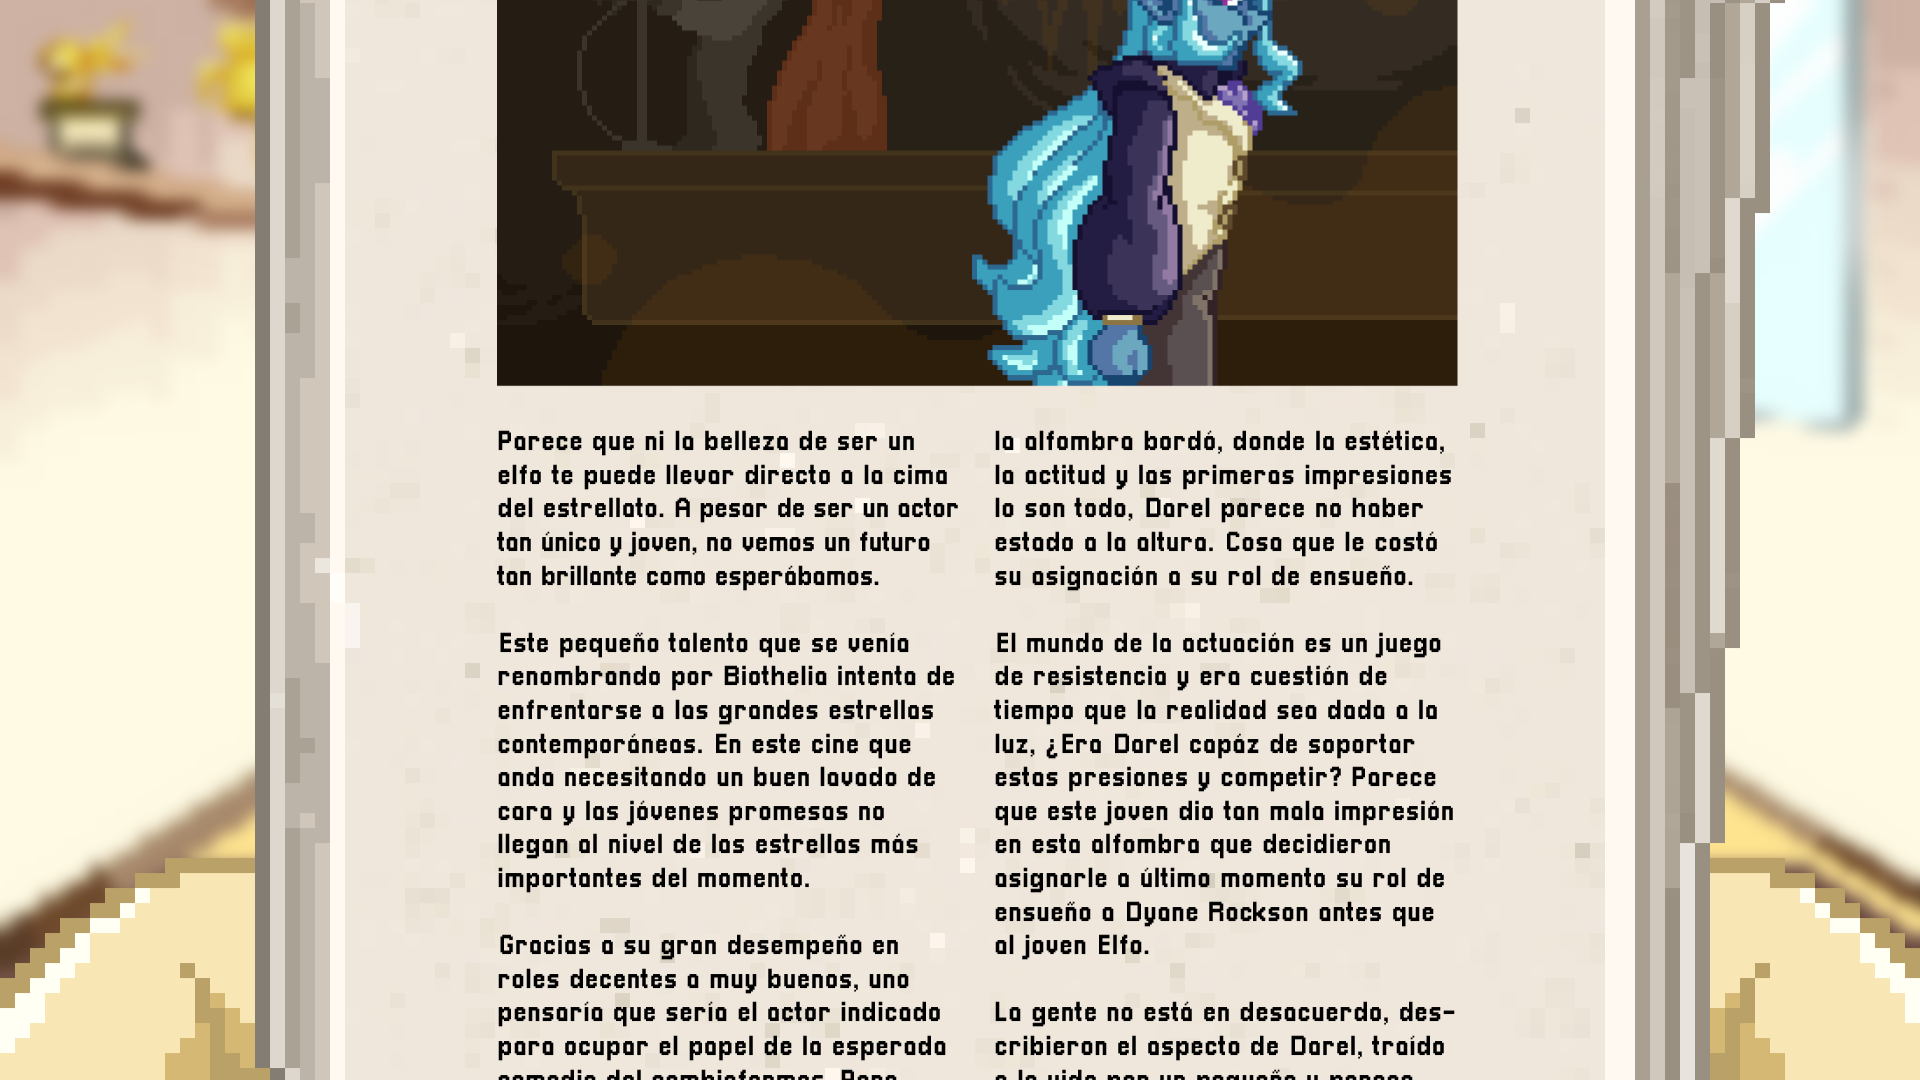 Parece que ni la belleza de ser un
elfo te puede llevar directo a la cima
del estrellato. A pesar de ser un actor
tan único y joven, no vemos un futuro
tan brillante como esperábamos.
Este pequeño talento que se venía
renombrando por Biothelia intenta de
enfrentarse a las grandes estrellas
contemporáneas. En este cine que
anda necesitando un buen lavado de
cara y las jóvenes promesas no
llegan al nivel de las estrellas más
importantes del momento.
Gracias a su gran desempeño en
roles decentes a muy buenos, uno
pensaría que sería el actor indicado
para ocupar el papel de la esperada
comedia del cambiaformas. Pero
la alfombra bordó, donde la estética,
la actitud y las primeras impresiones
lo son todo, Darel parece no haber
estado a la altura. Cosa que le costó
su asignación a su rol de ensueño.
El mundo de la actuación es un juego
de resistencia y era cuestión de
tiempo que la realidad sea dada a la
luz, ¿Era Darel capáz de soportar
estas presiones y competir? Parece
que este joven dio tan mala impresión
en esta alfombra que decidieron
asignarle a último momento su rol de
ensueño a Dyane Rockson antes que
al joven Elfo.
La gente no está en desacuerdo, des-
cribieron el aspecto de Darel, traído
a la vida por un pequeño y